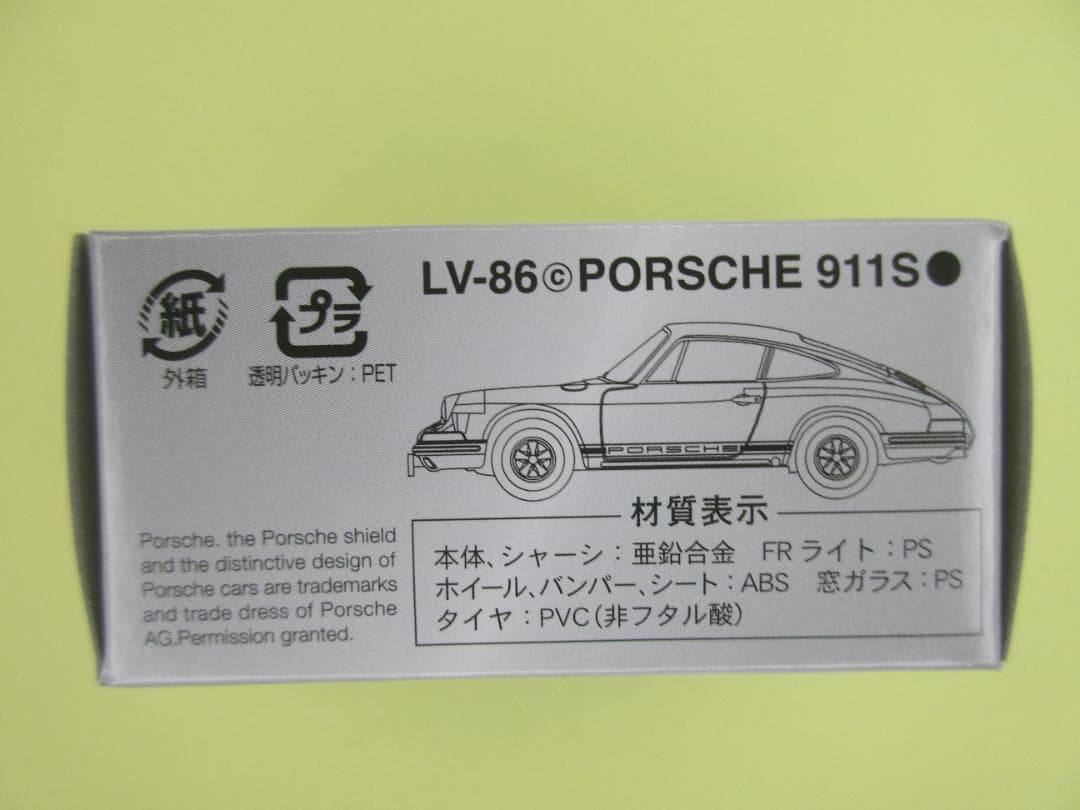 LV-86ⓒPORSCHE 911S●
紙
プラ
外箱
透明パッキン：PET
PORSCHE
Porsche. the Porsche shield
and the distinctive design of
Porsche cars are trademarks
and trade dress of Porsche
AG.Permission granted.
材質表示
本体、シャーシ：亜鉛合金　FRライト：PS
ホイール、バンパー、シート：ABS　窓ガラス：PS
タイヤ：PVC（非フタル酸）